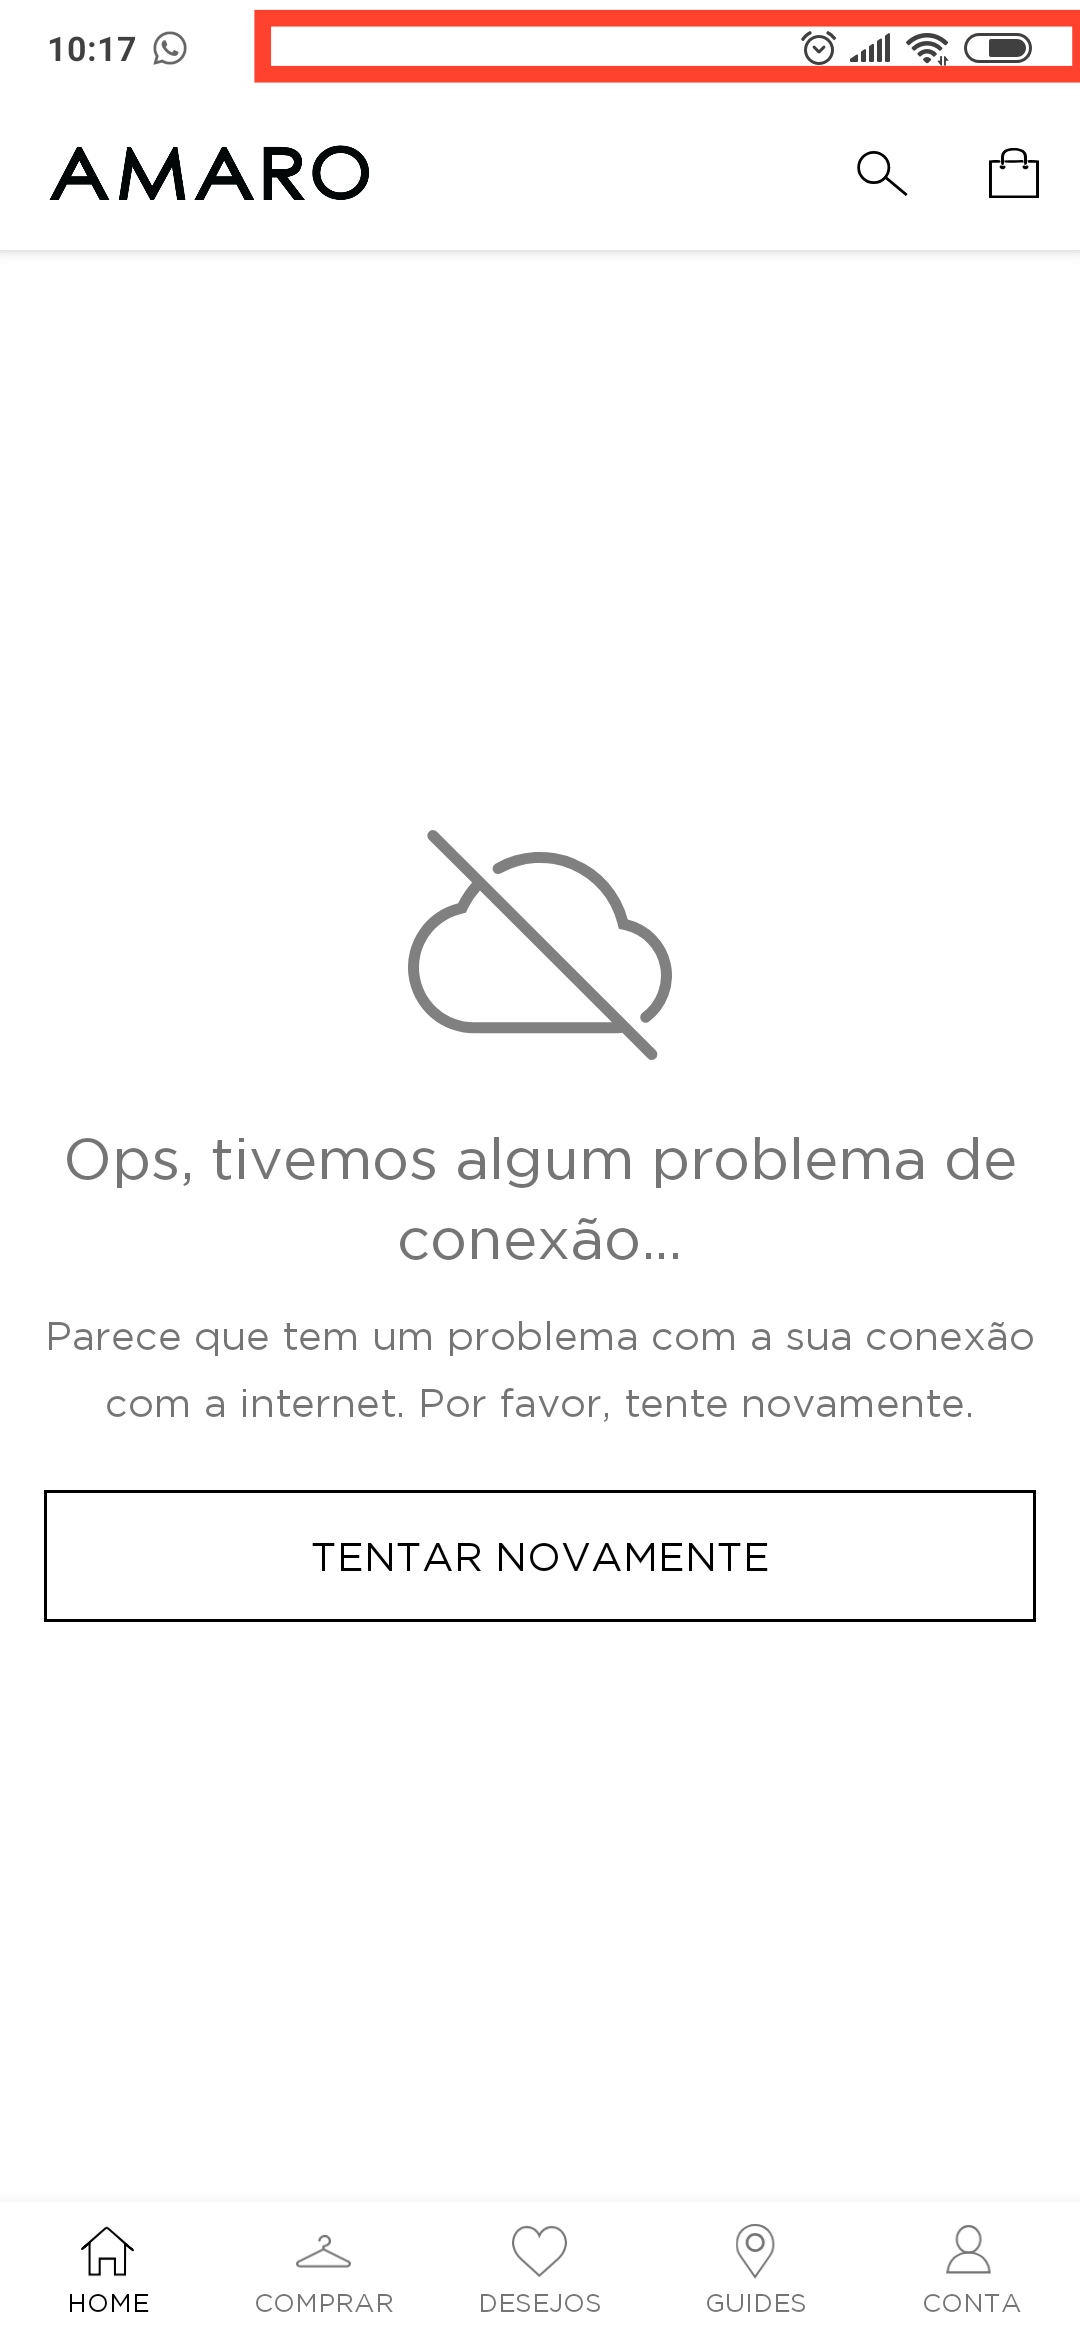 10:17
AMARO
Ops, tivemos algum problema de
conexão...
Parece que tem um problema com a sua conexão
com a internet. Por favor, tente novamente.
TENTAR NOVAMENTE
HOME
COMPRAR
DESEJOS
GUIDES
CONTA